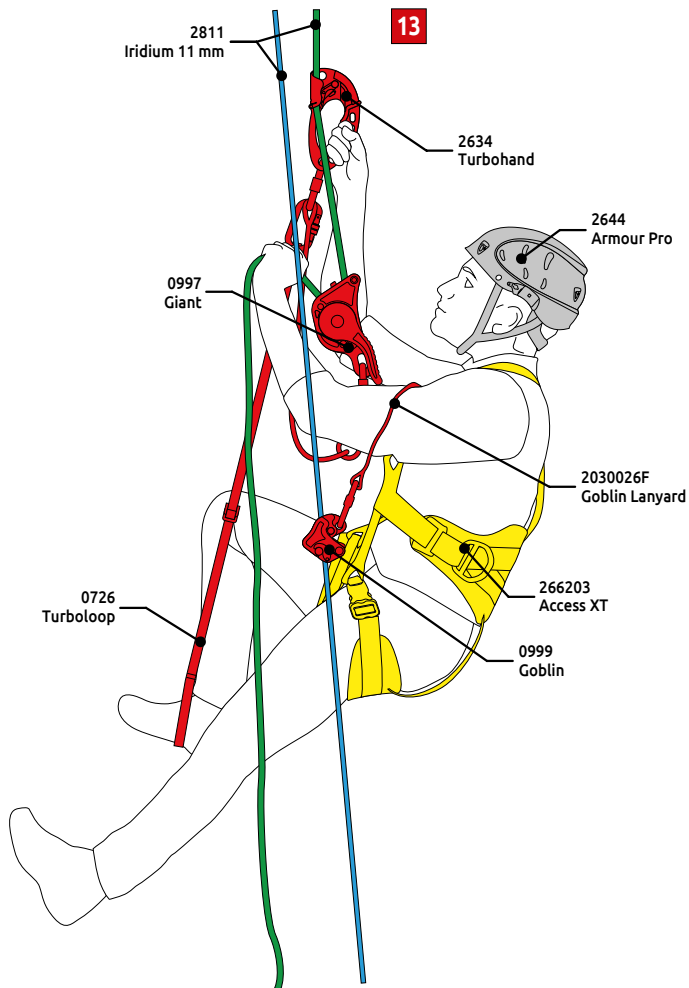 13
2811
Iridium 11 mm
2634
Turbohand
2644
Armour Pro
0997
Giant
2030026F
Goblin Lanyard
266203
Access XT
0726
Turboloop
0999
Goblin